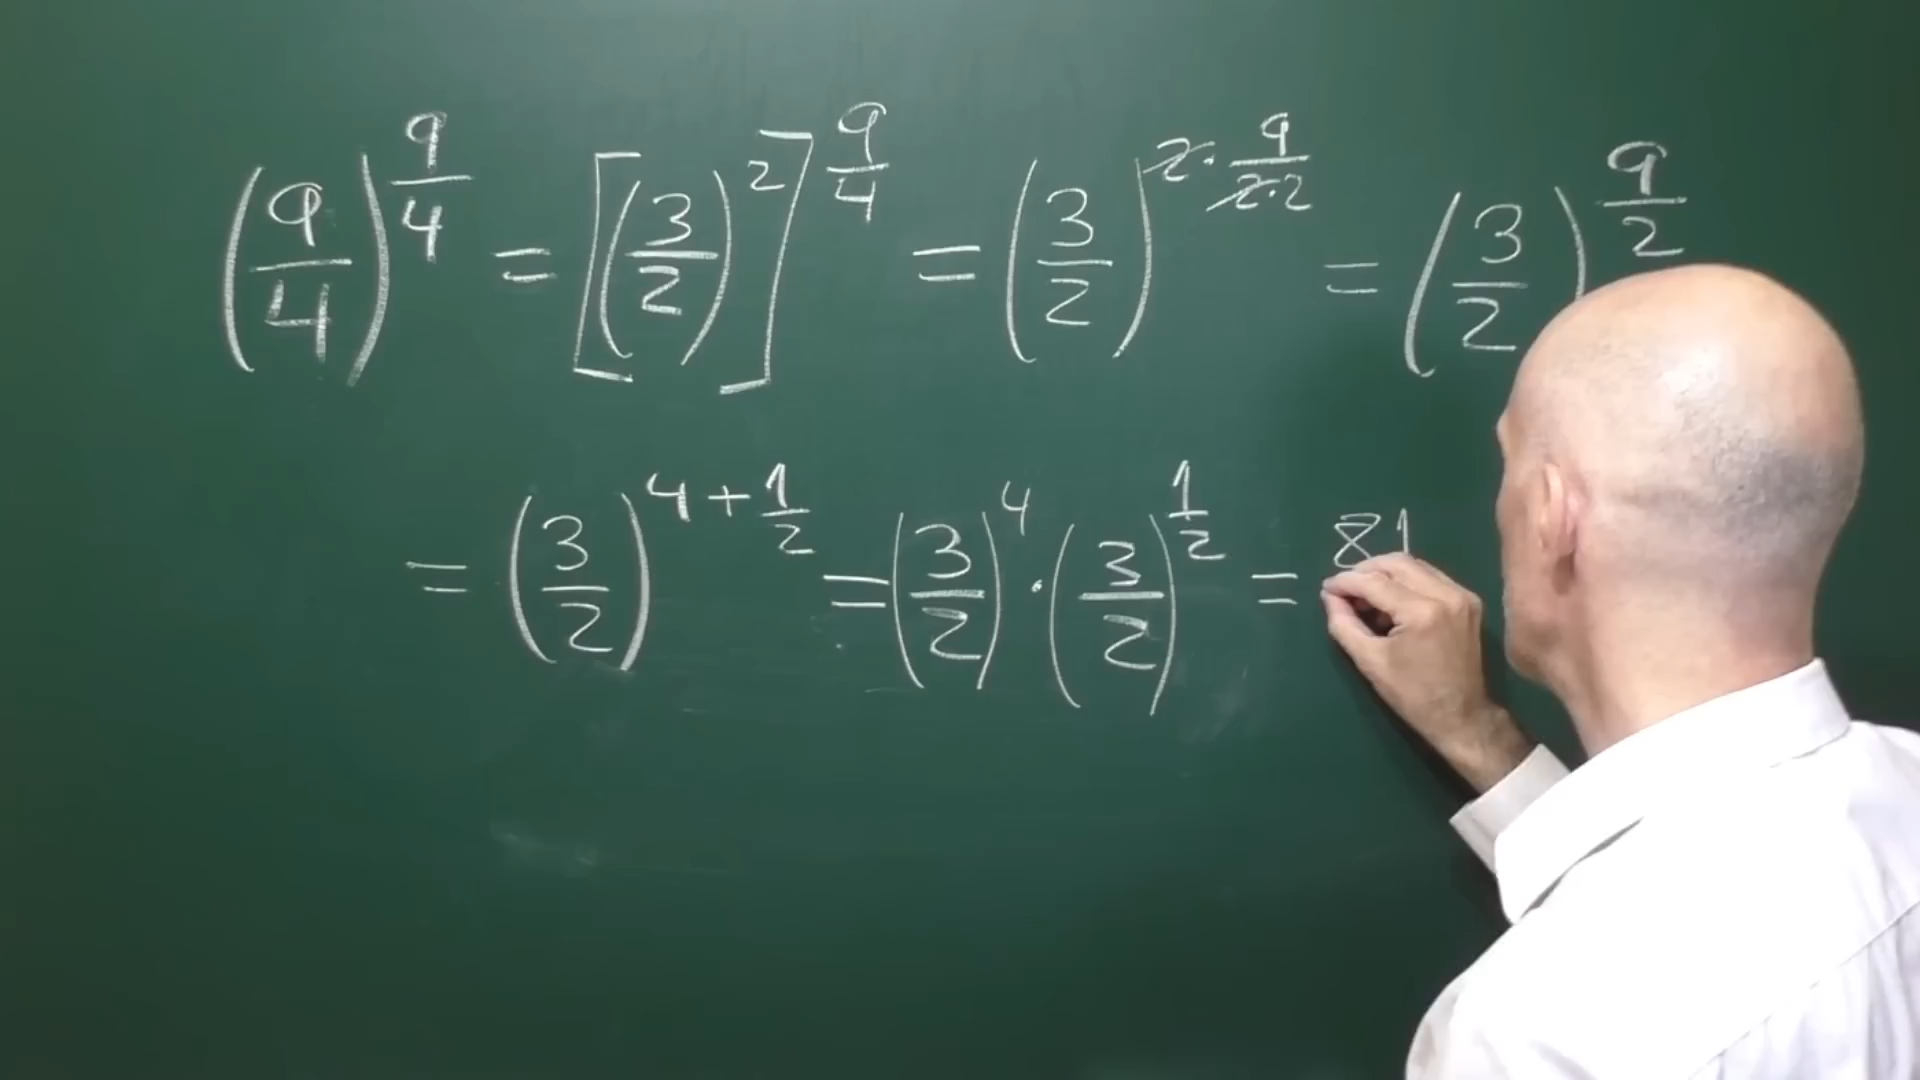 (9/4)^(9/4) = [(3/2)^2]^(9/4) = (3/2)^(2·9/(2·2)) = (3/2)^(9/2)
= (3/2)^(4+1/2) = (3/2)^4 · (3/2)^(1/2) = 81